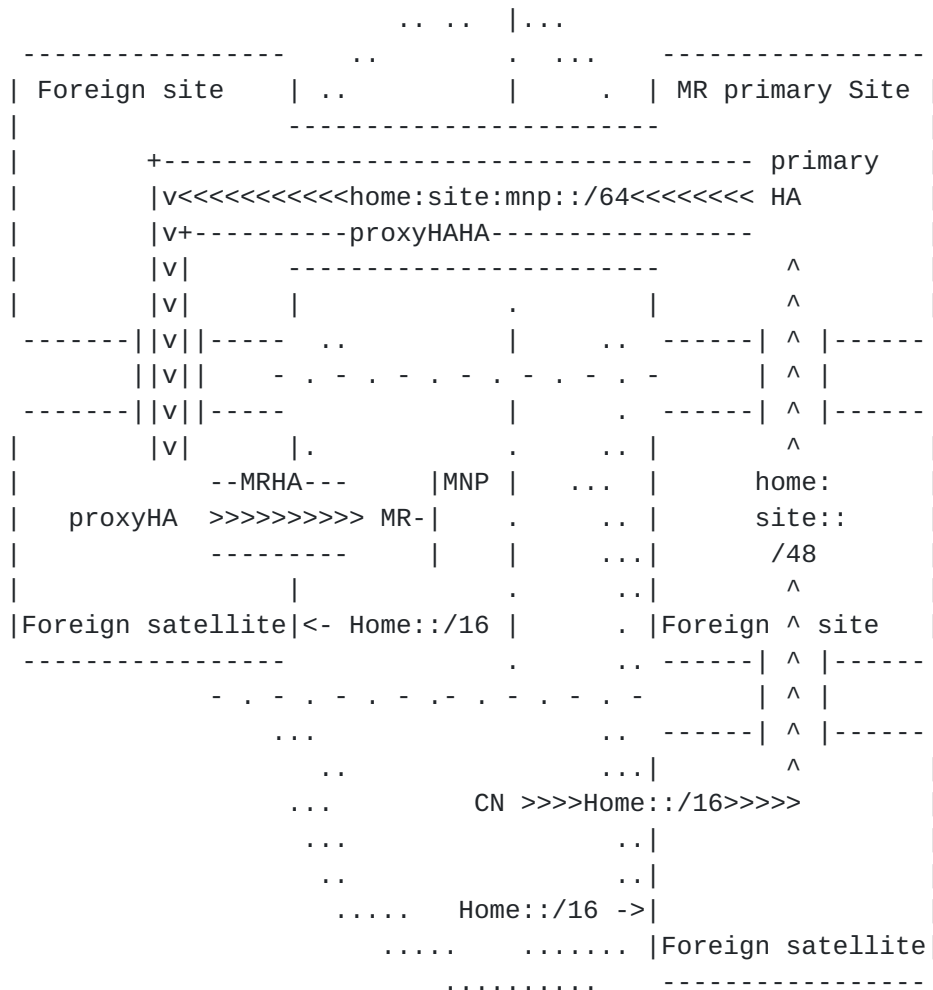 .. ..  |...
 -----------------    ..        .  ...    -----------------
| Foreign site    | ..          |     .  | MR primary Site |
|                 ------------------------                 |
|        +-------------------------------------- primary   |
|        |v<<<<<<<<<<<home:site:mnp::/64<<<<<<<< HA        |
|        |v+----------proxyHAHA-----------------           |
|        |v|      ------------------------        ^        |
|        |v|      |             .        |        ^        |
 -------||v||-----  ..          |     ..  ------| ^ |------
       ||v||    - . - . - . - . - . - . -       | ^ |
 -------||v||-----              |      .  ------| ^ |------
|        |v|      |.            .     .. |        ^        |
|            --MRHA---     |MNP |   ...  |      home:      |
|   proxyHA  >>>>>>>>>> MR-|    .     .. |      site::     |
|            ---------     |    |     ...|       /48       |
|                 |             .      ..|        ^        |
|Foreign satellite|<- Home::/16 |      . |Foreign ^ site   |
 -----------------              .      .. ------| ^ |------
            - . - . - . -.- . - . - . -       | ^ |
                ...                  ..  ------| ^ |------
                   ..                ...|        ^        |
                 ...         CN >>>>Home::/16>>>>>        |
                  ...                 ..|                 |
                   ..                 ..|                 |
                    .....   Home::/16 ->|                 |
                       .....    ....... |Foreign satellite|
                           ..........    -----------------